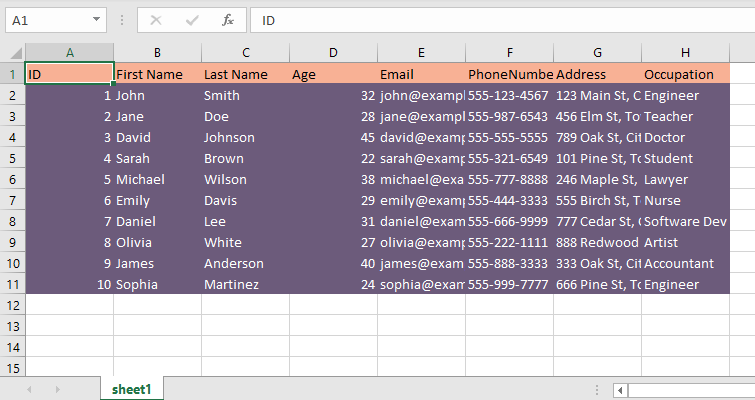 A1 fx ID
A B C D E F G H
1 ID First Name Last Name Age Email PhoneNumbe Address Occupation
2 1 John Smith 32 john@exampl 555-123-4567 123 Main St, C Engineer
3 2 Jane Doe 28 jane@exampl 555-987-6543 456 Elm St, To Teacher
4 3 David Johnson 45 david@examp 555-555-5555 789 Oak St, Cit Doctor
5 4 Sarah Brown 22 sarah@examp 555-321-6549 101 Pine St, To Student
6 5 Michael Wilson 38 michael@exa 555-777-8888 246 Maple St, Lawyer
7 6 Emily Davis 29 emily@examp 555-444-3333 555 Birch St, T Nurse
8 7 Daniel Lee 31 daniel@exam 555-666-9999 777 Cedar St, C Software Dev
9 8 Olivia White 27 olivia@examp 555-222-1111 888 Redwood Artist
10 9 James Anderson 40 james@exam 555-888-3333 333 Oak St, Cit Accountant
11 10 Sophia Martinez 24 sophia@exam 555-999-7777 666 Pine St, To Engineer
12
13
14
15
sheet1